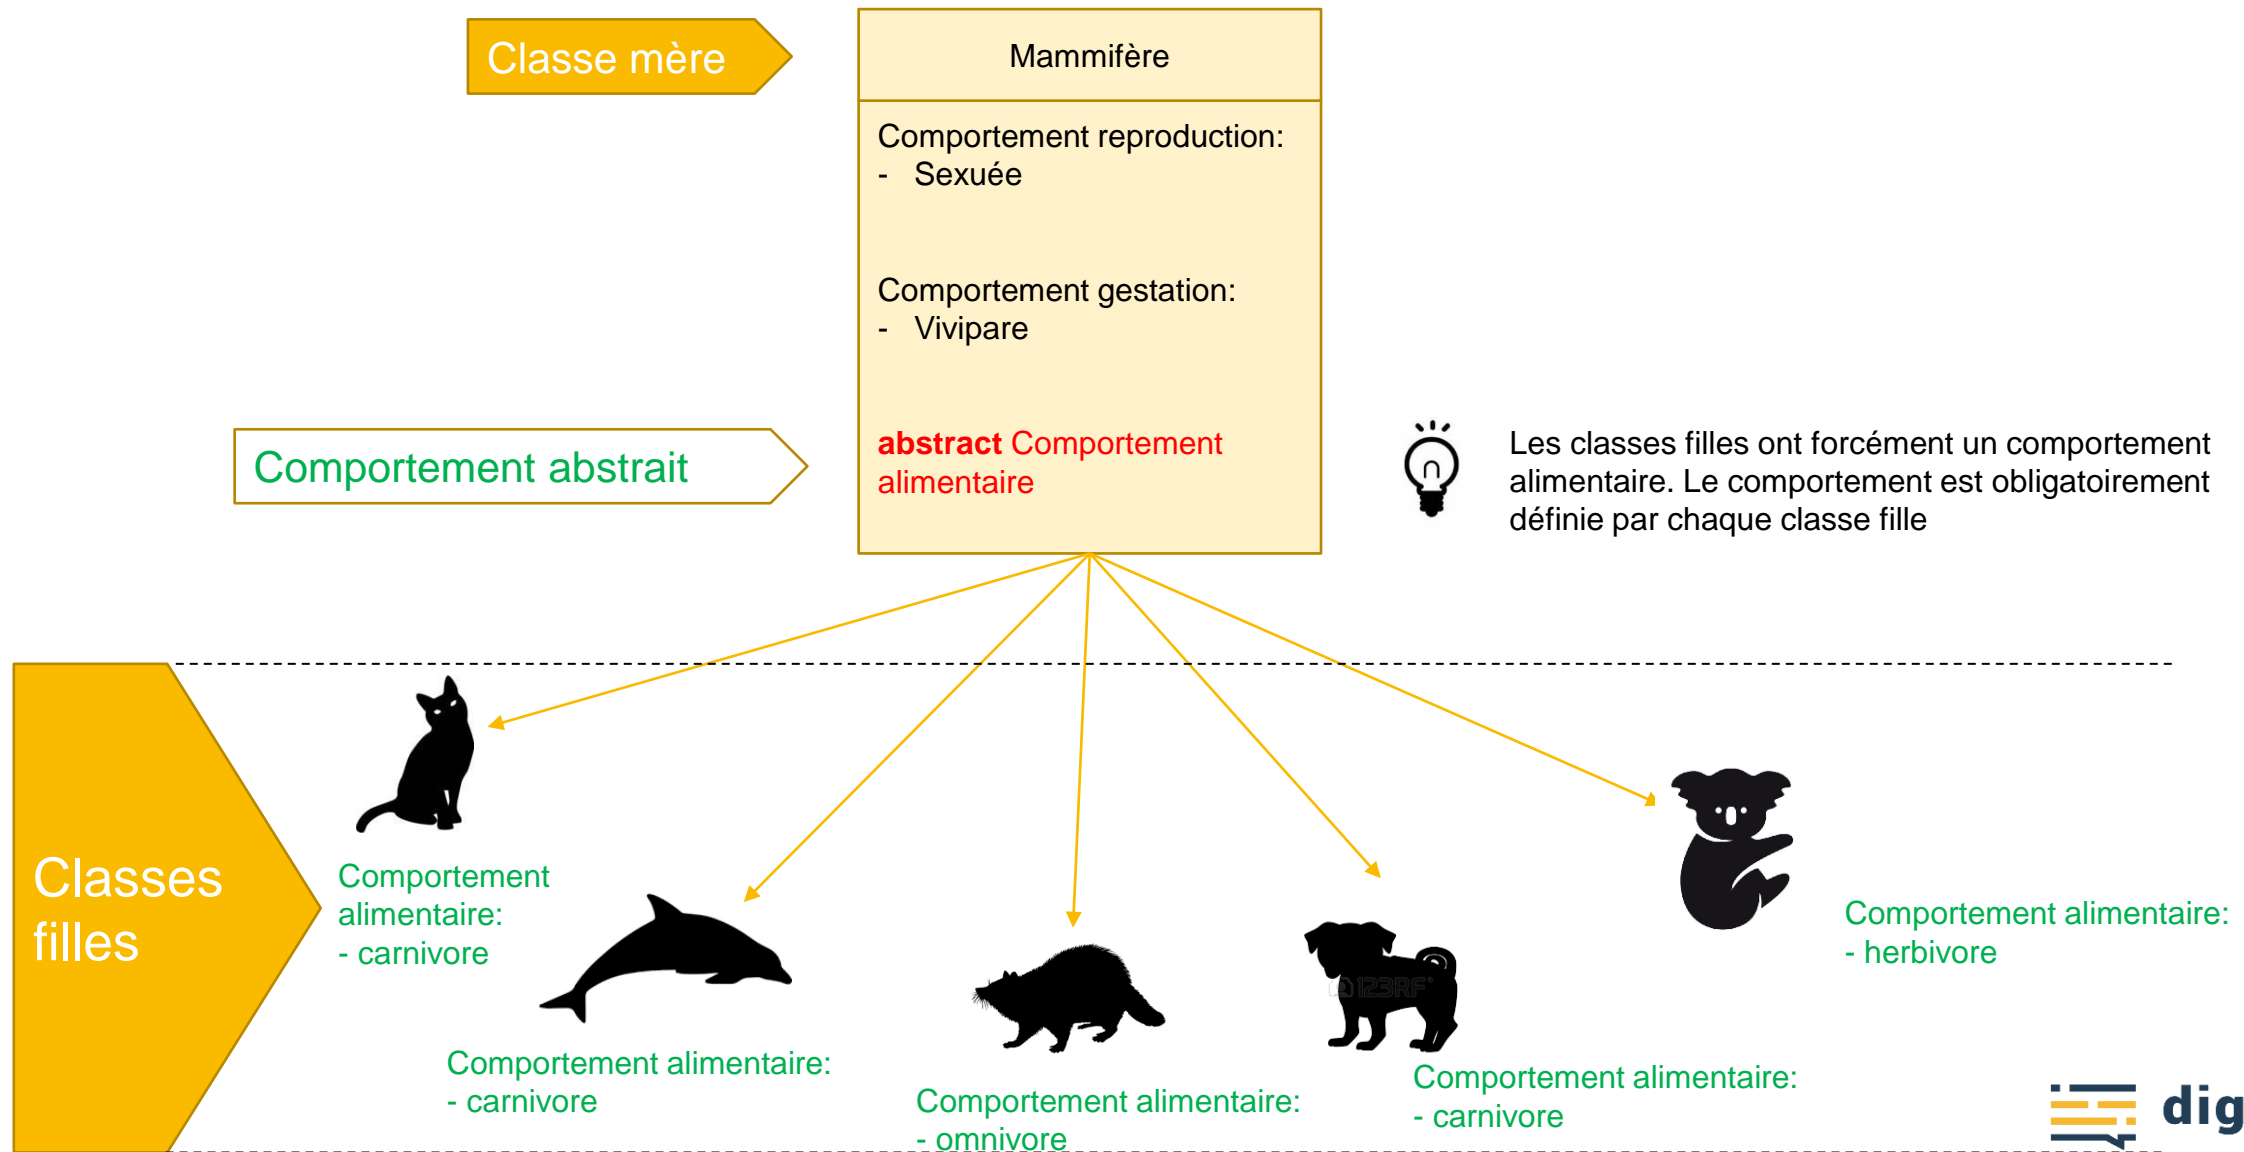 Classe mère
Mammifère
Comportement reproduction:
- Sexuée
Comportement gestation:
- Vivipare
Comportement abstrait
abstract Comportement
alimentaire
Les classes filles ont forcément un comportement
alimentaire. Le comportement est obligatoirement
définie par chaque classe fille
Classes
filles
Comportement
alimentaire:
- carnivore
Comportement alimentaire:
- carnivore
Comportement alimentaire:
- omnivore
123RF
Comportement alimentaire:
- carnivore
Comportement alimentaire:
- herbivore
dig